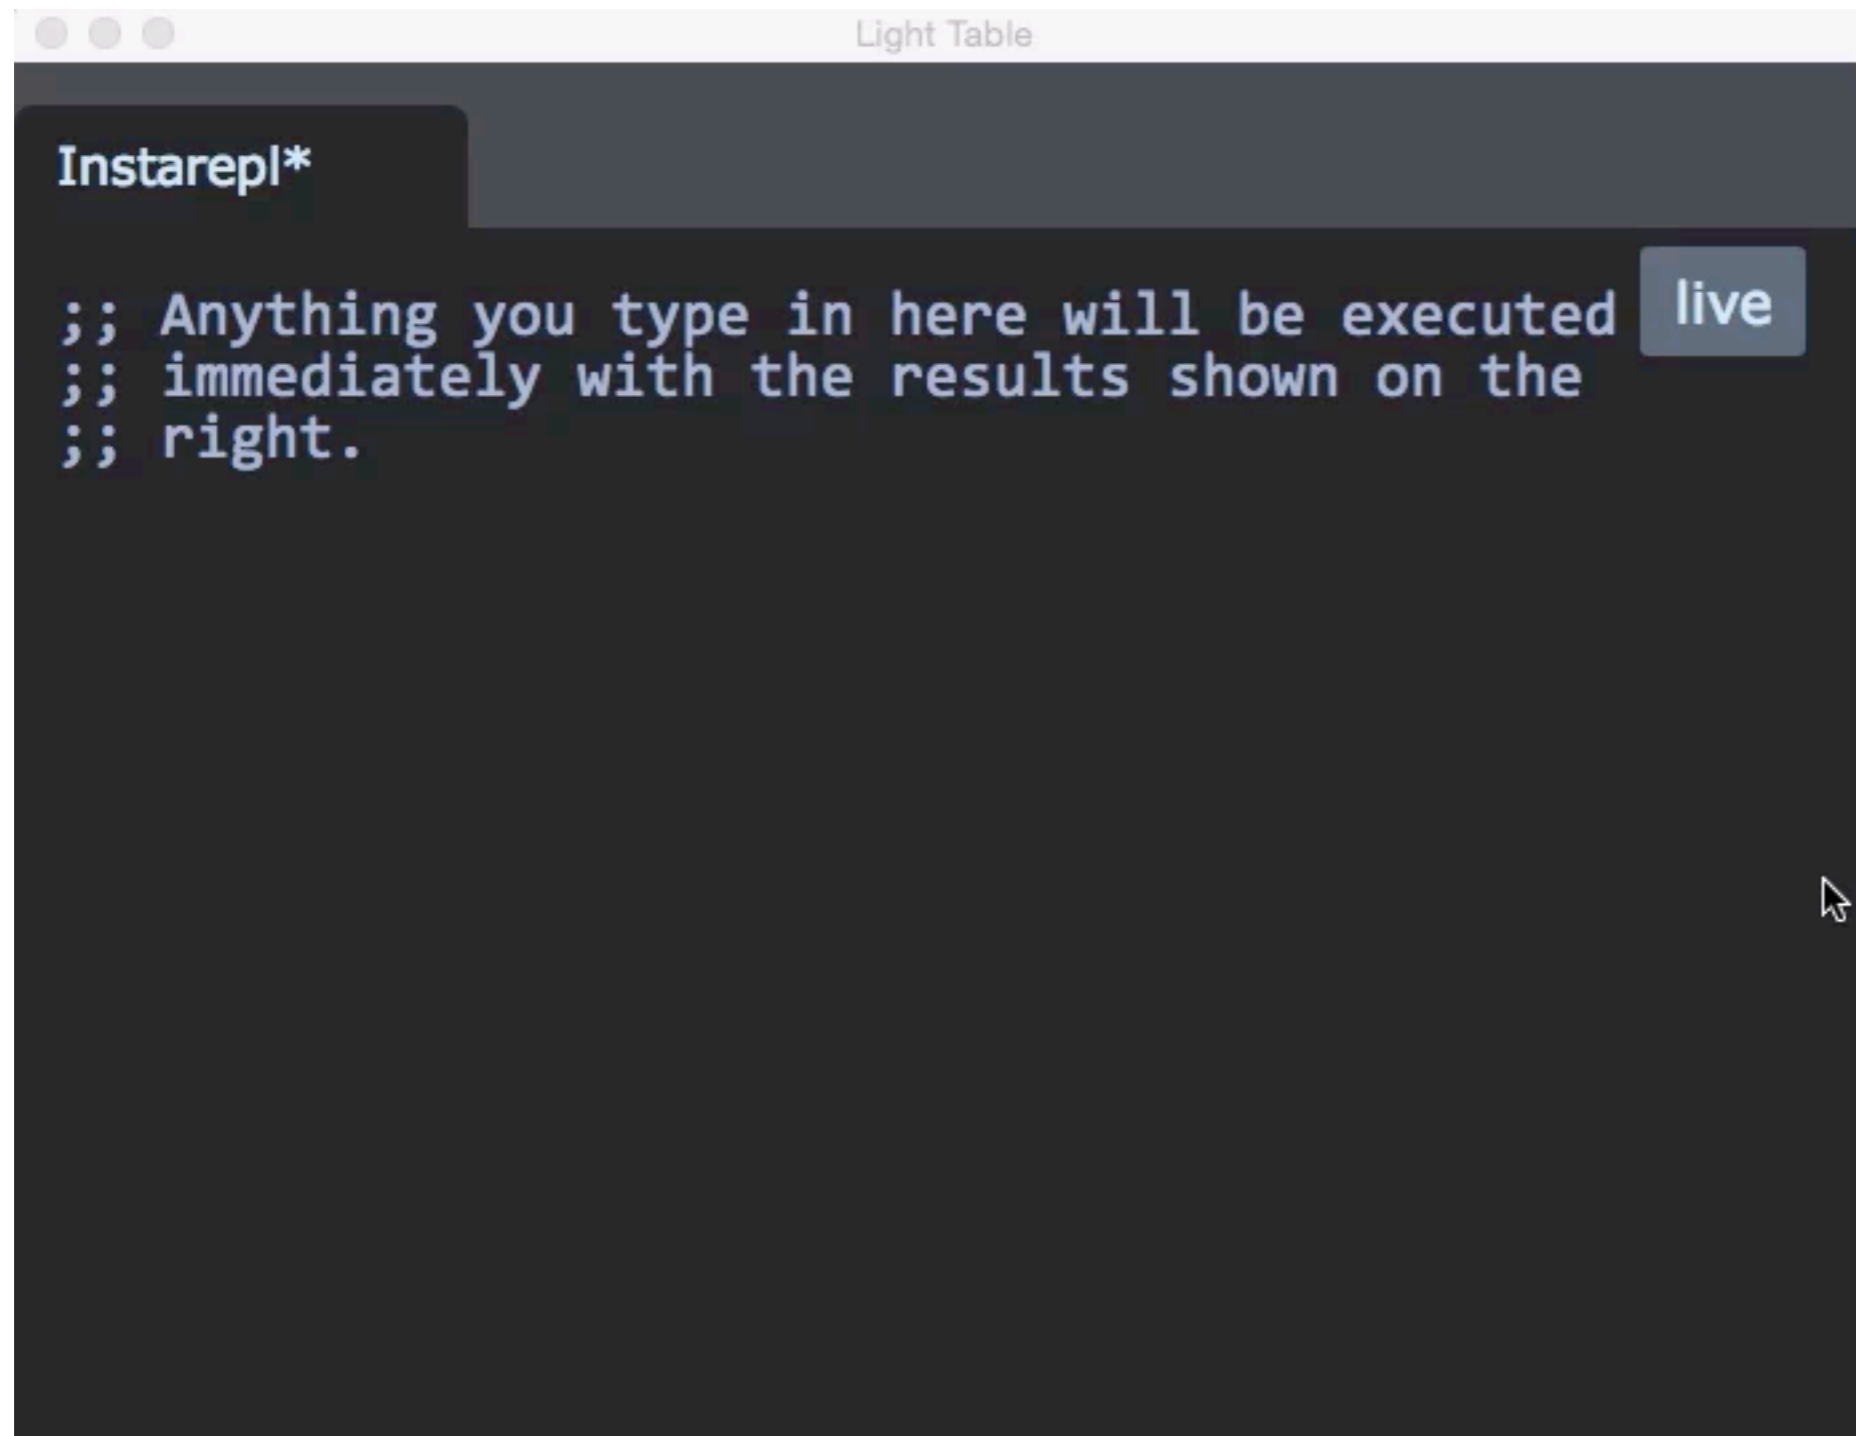 Light Table
Instarepl*
live
;; Anything you type in here will be executed
;; immediately with the results shown on the
;; right.